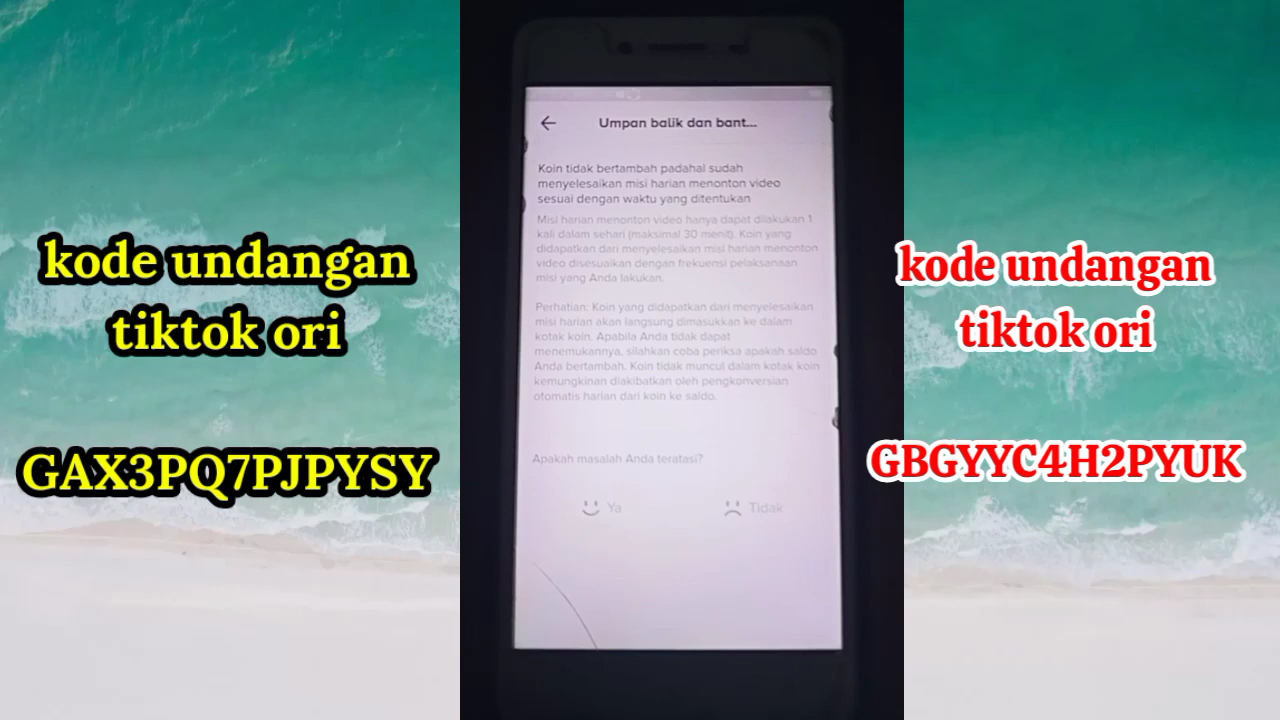 kode undangan
tiktok ori
GAX3PQ7PJPYSY
Umpan balik dan bant...
Koin tidak bertambah padahal sudah
menyelesaikan misi harian menonton video
sesuai dengan waktu yang ditentukan
Misi harian menonton video hanya dapat dilakukan 1
kali dalam sehari (maksimal 30 menit). Koin yang
didapatkan dari menyelesaikan misi harian menonton
video disesuaikan dengan frekuensi pelaksanaan
misi yang Anda lakukan.
Perhatian: Koin yang didapatkan dari menyelesaikan
misi harian akan langsung dimasukkan ke dalam
kotak koin. Apabila Anda tidak dapat
menemukannya, silahkan coba periksa apakah saldo
Anda bertambah. Koin tidak muncul dalam kotak koin
kemungkinan diakibatkan oleh pengkonversian
otomatis harian dari koin ke saldo.
Apakah masalah Anda teratasi?
Ya
Tidak
kode undangan
tiktok ori
GBGYYC4H2PYUK